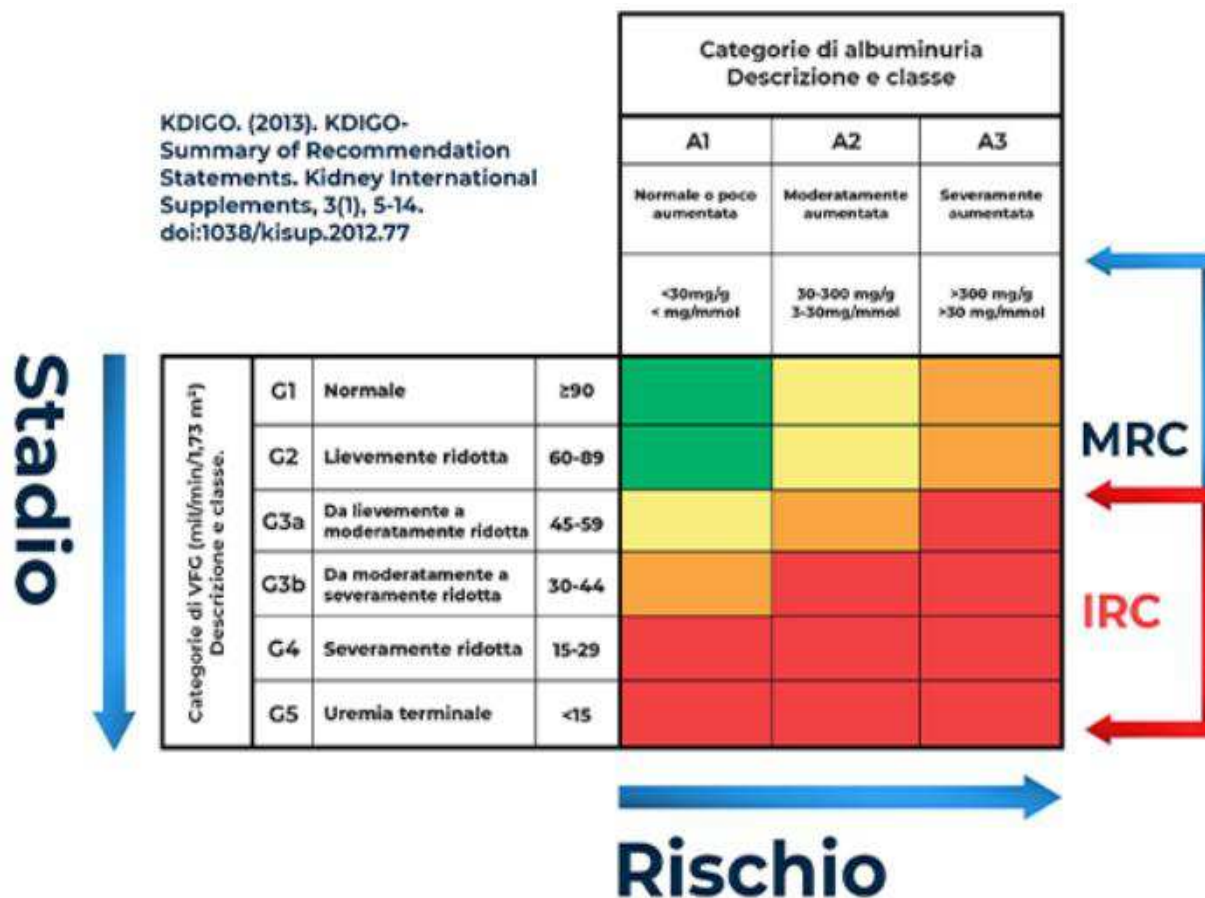 Categorie di albuminuria
Descrizione e classe
KDIGO. (2013). KDIGO-
Summary of Recommendation
Statements. Kidney International
Supplements, 3(1), 5-14.
doi:1038/kisup.2012.77
A1 A2 A3
Normale o poco
aumentata
Moderatamente
aumentata
Severamente
aumentata
<30mg/g
< mg/mmol
30-300 mg/g
3-30mg/mmol
>300 mg/g
>30 mg/mmol
Stadio
Categorie di VFG (mil/min/1,73 m²)
Descrizione e classe.
G1 Normale ≥90
G2 Lievemente ridotta 60-89
G3a Da lievemente a
moderatamente ridotta 45-59
G3b Da moderatamente a
severamente ridotta 30-44
G4 Severamente ridotta 15-29
G5 Uremia terminale <15
MRC
IRC
Rischio